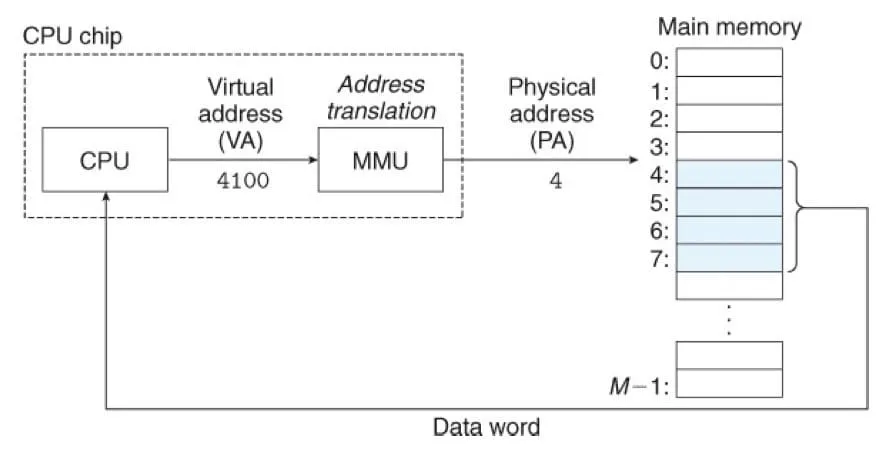 CPU chip
Main memory
Virtual
address
(VA)
4100
Address
translation
Physical
address
(PA)
4
CPU
MMU
0:
1:
2:
3:
4:
5:
6:
7:
.
.
.
M−1:
Data word